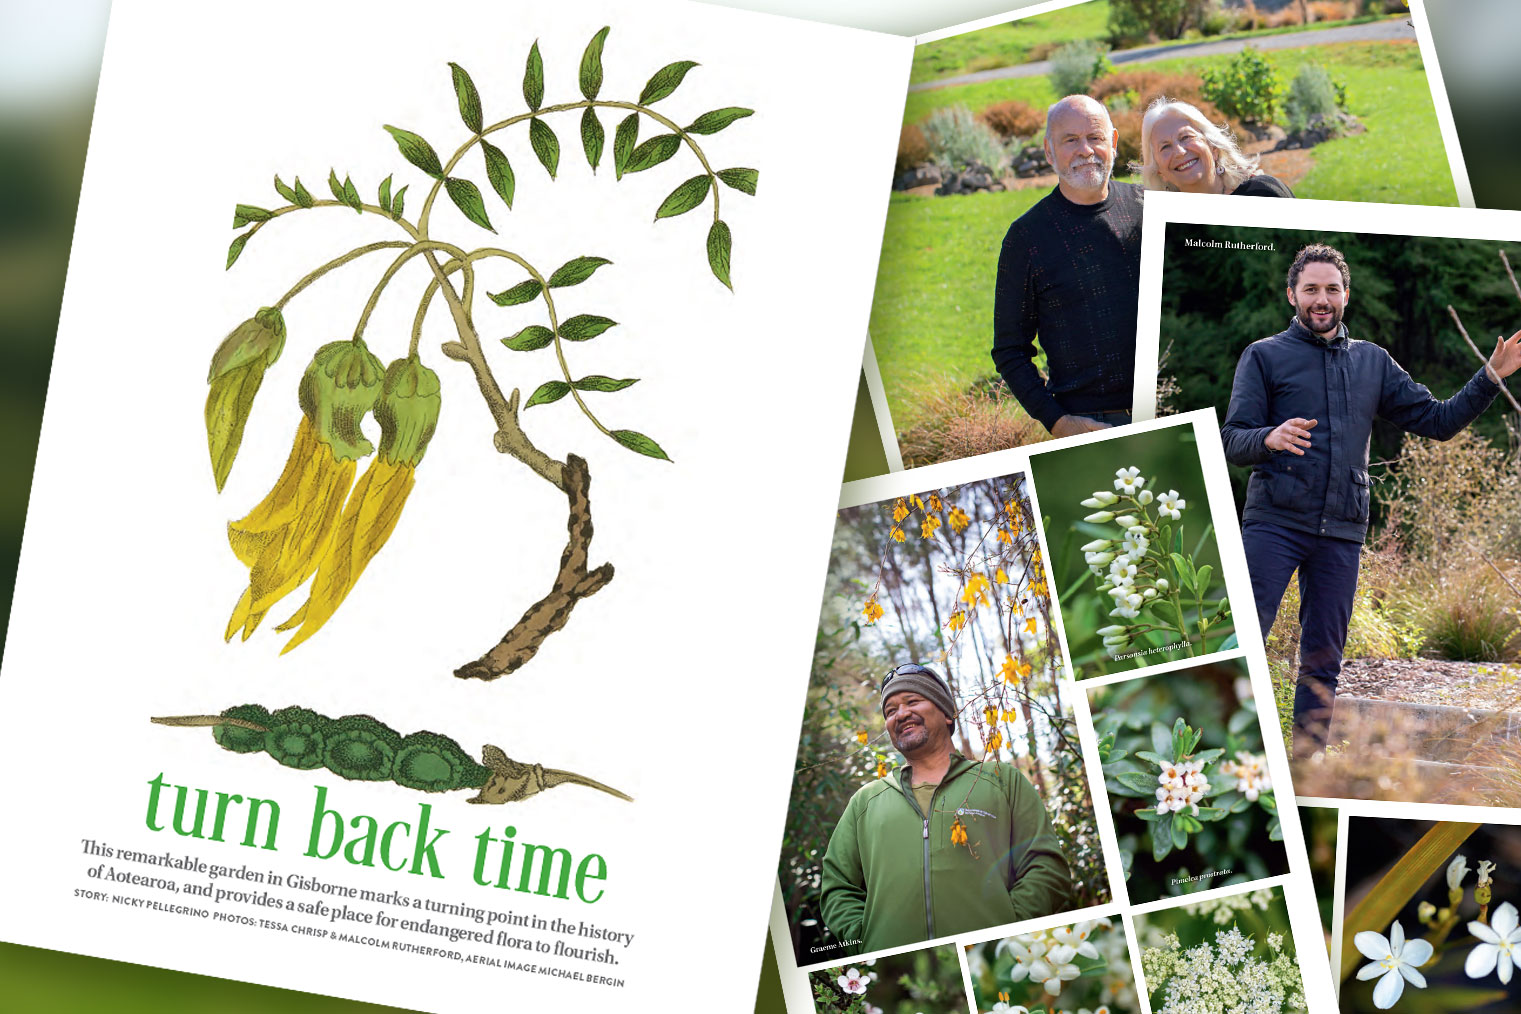 turn back time
This remarkable garden in Gisborne marks a turning point in the history
of Aotearoa, and provides a safe place for endangered flora to flourish.
STORY: NICKY PELLEGRINO PHOTOS: TESSA CHRISP & MALCOLM RUTHERFORD, AERIAL IMAGE MICHAEL BERGIN
Malcolm Rutherford.
Parsonsia heterophylla.
Pimelea prostrata.
Graeme Atkins.